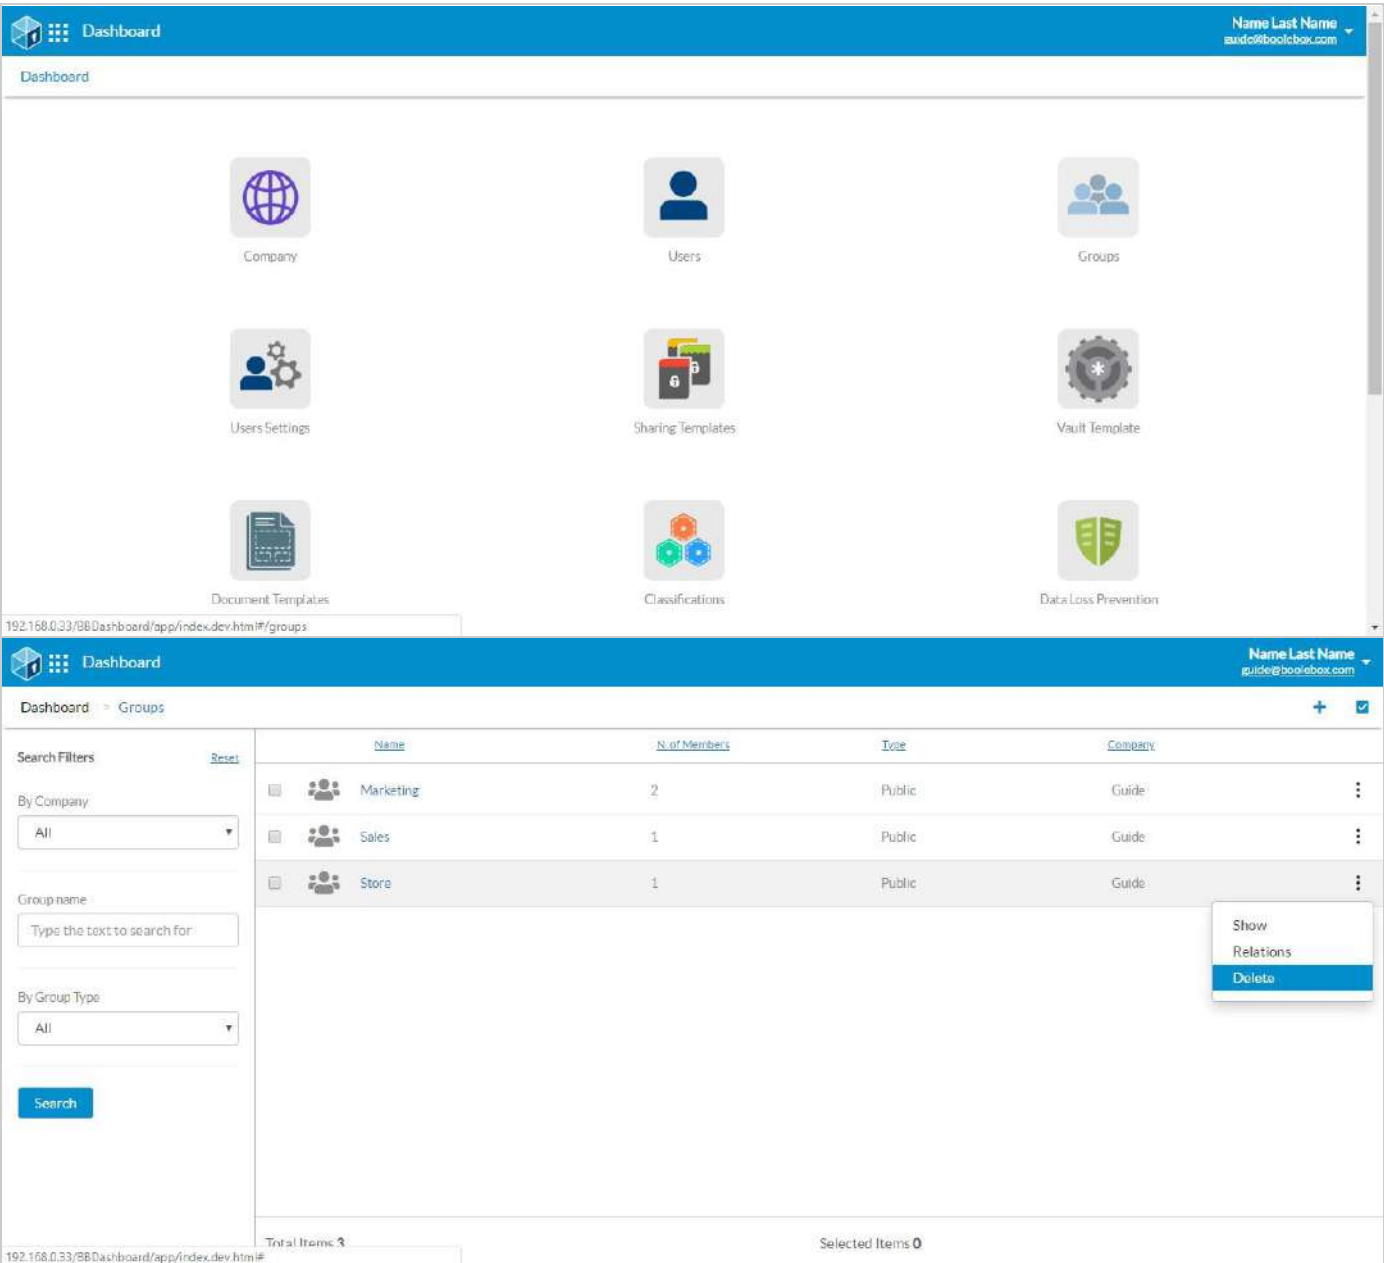 Dashboard
Name Last Name
guide@boolebox.com
Dashboard
Company
Users
Groups
Users Settings
Sharing Templates
Vault Template
Document Templates
Classifications
Data Loss Prevention
192.168.0.33/BBDashboard/app/index.dev.html#/groups
Dashboard
Name Last Name
guide@boolebox.com
Dashboard > Groups
Search Filters
Reset
By Company
All
Group name
Type the text to search for
By Group Type
All
Search
Name N. of Members Type Company
Marketing 2 Public Guide
Sales 1 Public Guide
Store 1 Public Guide
Show
Relations
Delete
Total Items 3
Selected Items 0
192.168.0.33/BBDashboard/app/index.dev.html#